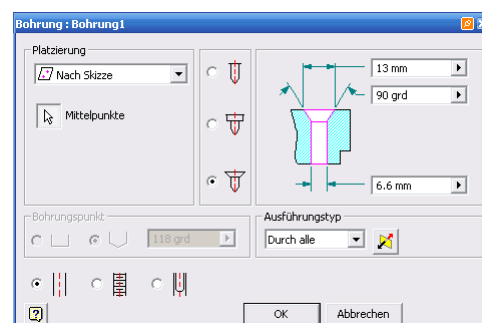 Bohrung : Bohrung1
Platzierung
Nach Skizze
Mittelpunkte
13 mm
90 grd
6.6 mm
Bohrungspunkt
118 grd
Ausführungstyp
Durch alle
OK
Abbrechen